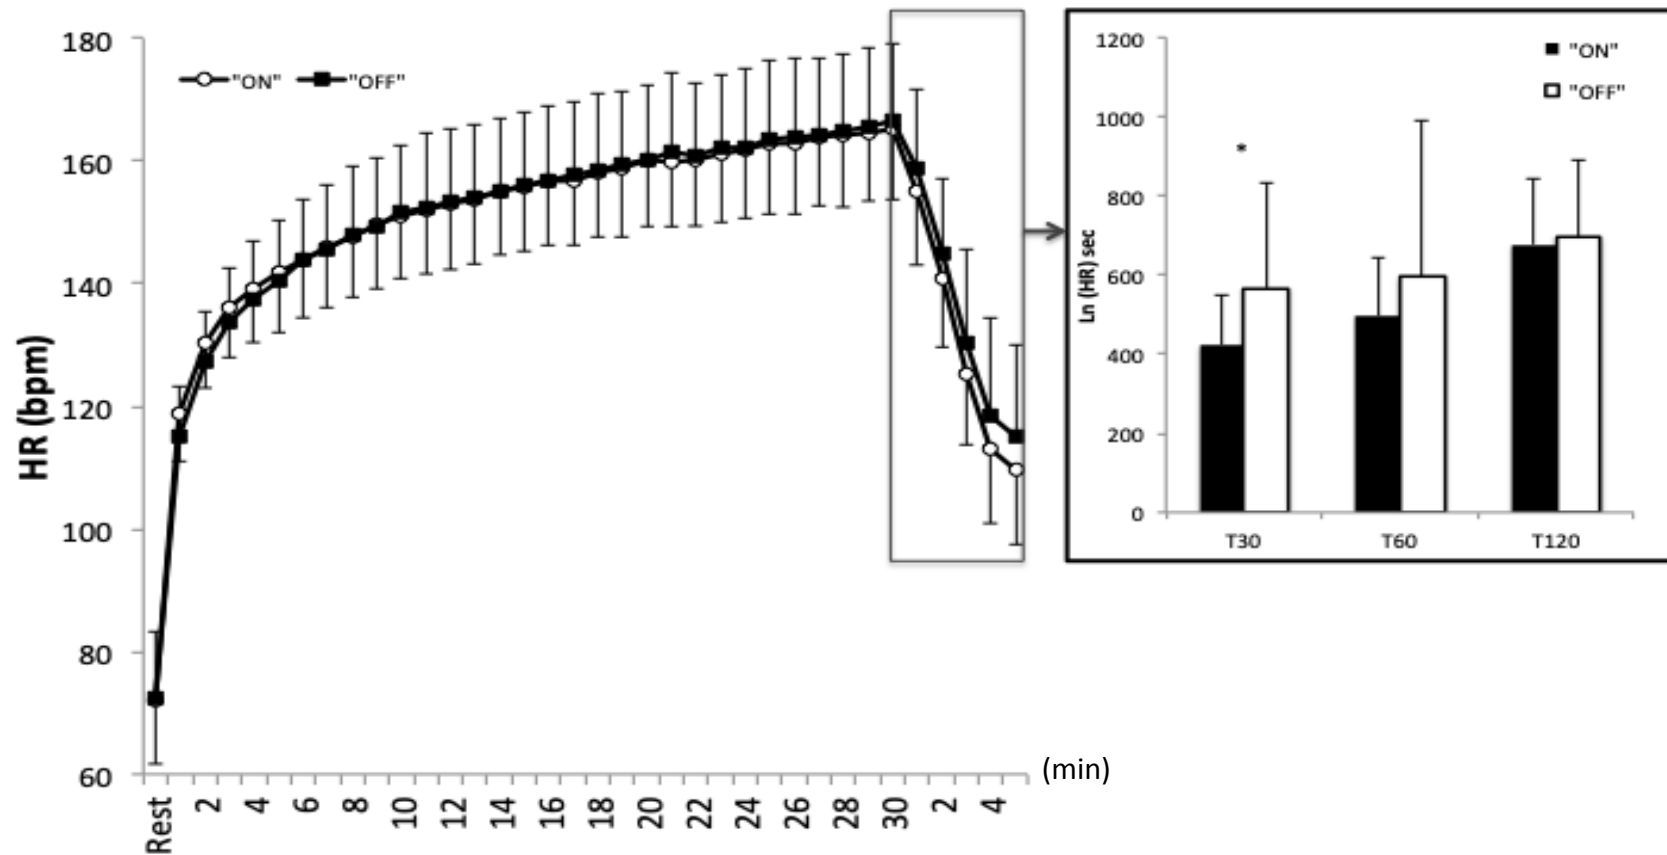 HR (bpm)
180
160
140
120
100
80
60
"ON" "OFF"
Rest 2 4 6 8 10 12 14 16 18 20 22 24 26 28 30 2 4
(min)
Ln (HR) sec
1200
1000
800
600
400
200
0
"ON"
"OFF"
*
T30 T60 T120